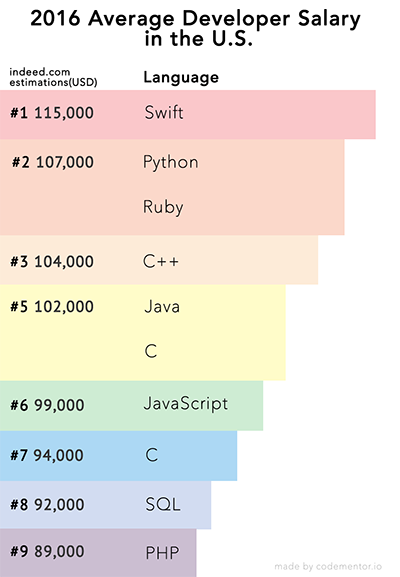 2016 Average Developer Salary
in the U.S.
indeed.com
estimations(USD)
Language
#1 115,000 Swift
#2 107,000 Python
Ruby
#3 104,000 C++
#5 102,000 Java
C
#6 99,000 JavaScript
#7 94,000 C
#8 92,000 SQL
#9 89,000 PHP
made by codementor.io